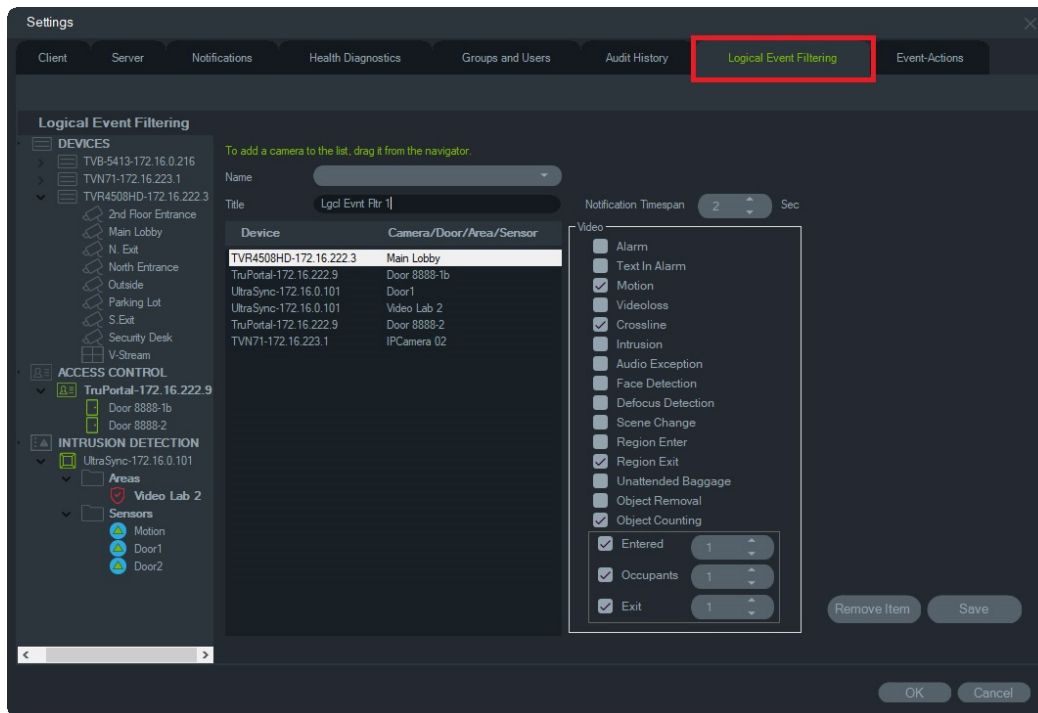 Settings
Client Server Notifications Health Diagnostics Groups and Users Audit History Logical Event Filtering Event-Actions
Logical Event Filtering
DEVICES
TVB-5413-172.16.0.216
TVN71-172.16.223.1
TVR4508HD-172.16.222.3
2nd Floor Entrance
Main Lobby
N. Exit
North Entrance
Outside
Parking Lot
S.Exit
Security Desk
V-Stream
ACCESS CONTROL
TruPortal-172.16.222.9
Door 8888-1b
Door 8888-2
INTRUSION DETECTION
UltraSync-172.16.0.101
Areas
Video Lab 2
Sensors
Motion
Door1
Door2
To add a camera to the list, drag it from the navigator.
Name
Title Lgcl Evnt Fltr 1
Notification Timespan 2 Sec
Device Camera/Door/Area/Sensor
TVR4508HD-172.16.222.3 Main Lobby
TruPortal-172.16.222.9 Door 8888-1b
UltraSync-172.16.0.101 Door1
UltraSync-172.16.0.101 Video Lab 2
TruPortal-172.16.222.9 Door 8888-2
TVN71-172.16.223.1 IPCamera 02
Video
Alarm
Text In Alarm
Motion
Videoloss
Crossline
Intrusion
Audio Exception
Face Detection
Defocus Detection
Scene Change
Region Enter
Region Exit
Unattended Baggage
Object Removal
Object Counting
Entered 1
Occupants 1
Exit 1
Remove Item Save
OK Cancel